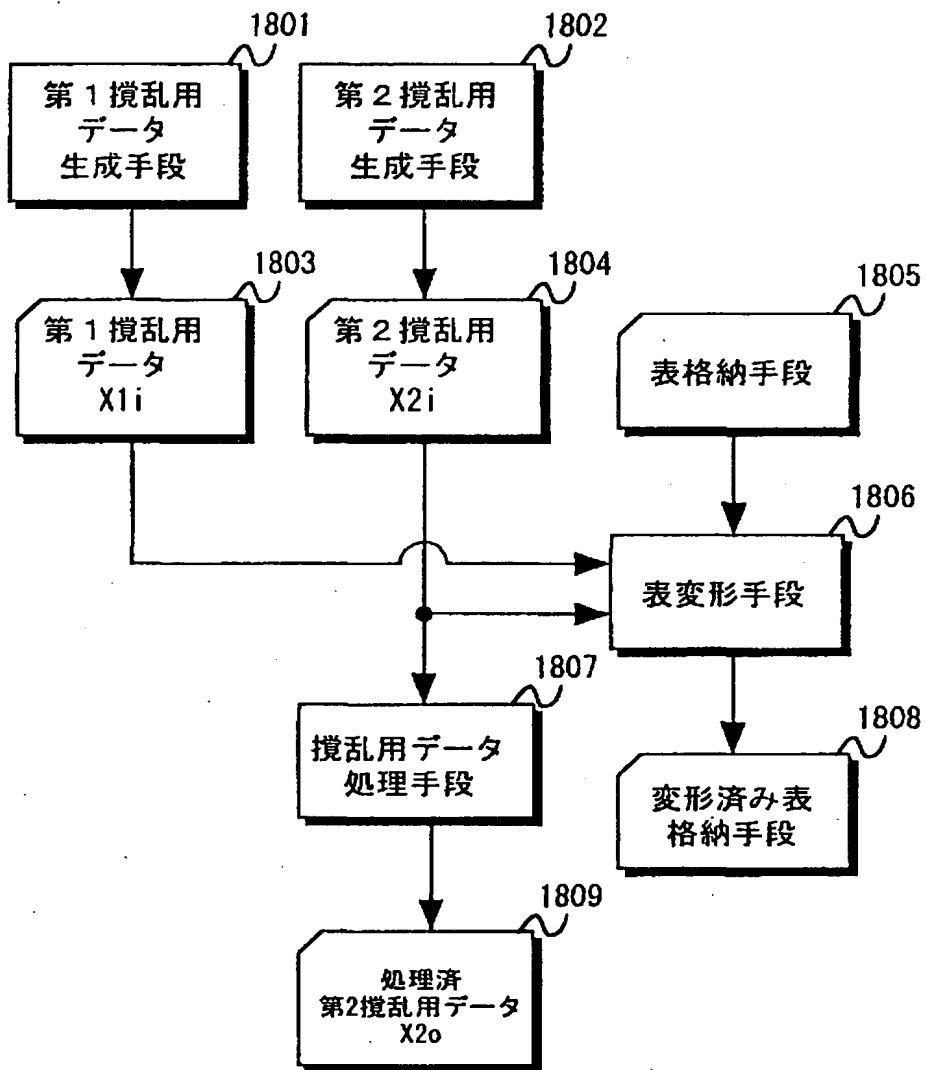 1801
第1撹乱用
データ
生成手段
1802
第2撹乱用
データ
生成手段
1803
第1撹乱用
データ
X1i
1804
第2撹乱用
データ
X2i
1805
表格納手段
1806
表変形手段
1807
撹乱用データ
処理手段
1808
変形済み表
格納手段
1809
処理済
第2撹乱用データ
X2o